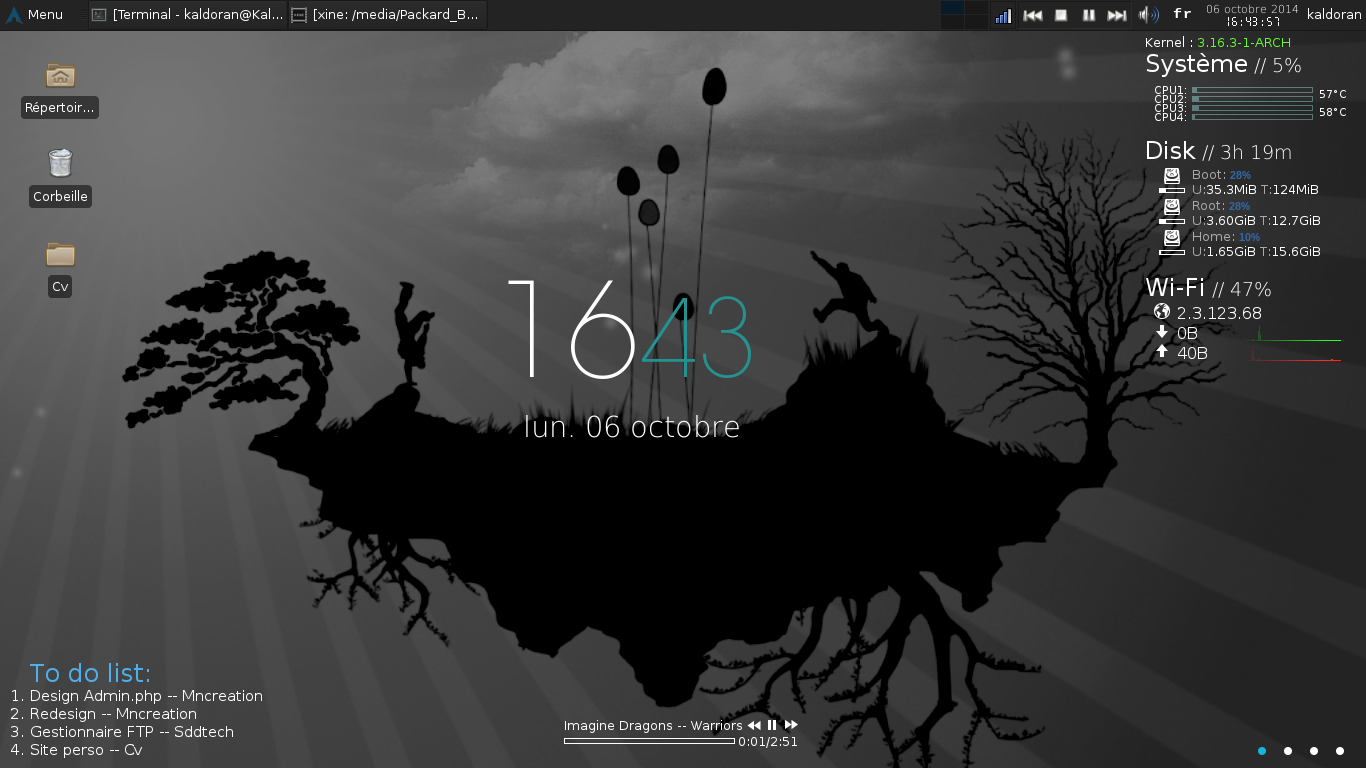 Menu
[Terminal - kaldoran@Kal...
[xine: /media/Packard_B...
fr
06 octobre 2014
16:43:57
kaldoran
Kernel : 3.16.3-1-ARCH
Système // 5%
CPU1:
CPU2:
57°C
CPU3:
CPU4:
58°C
Disk // 3h 19m
Boot: 28%
U:35.3MiB T:124MiB
Root: 28%
U:3.60GiB T:12.7GiB
Home: 10%
U:1.65GiB T:15.6GiB
Wi-Fi // 47%
2.3.123.68
0B
40B
Répertoir...
Corbeille
Cv
1643
lun. 06 octobre
To do list:
1. Design Admin.php -- Mncreation
2. Redesign -- Mncreation
3. Gestionnaire FTP -- Sddtech
4. Site perso -- Cv
Imagine Dragons -- Warriors
0:01/2:51